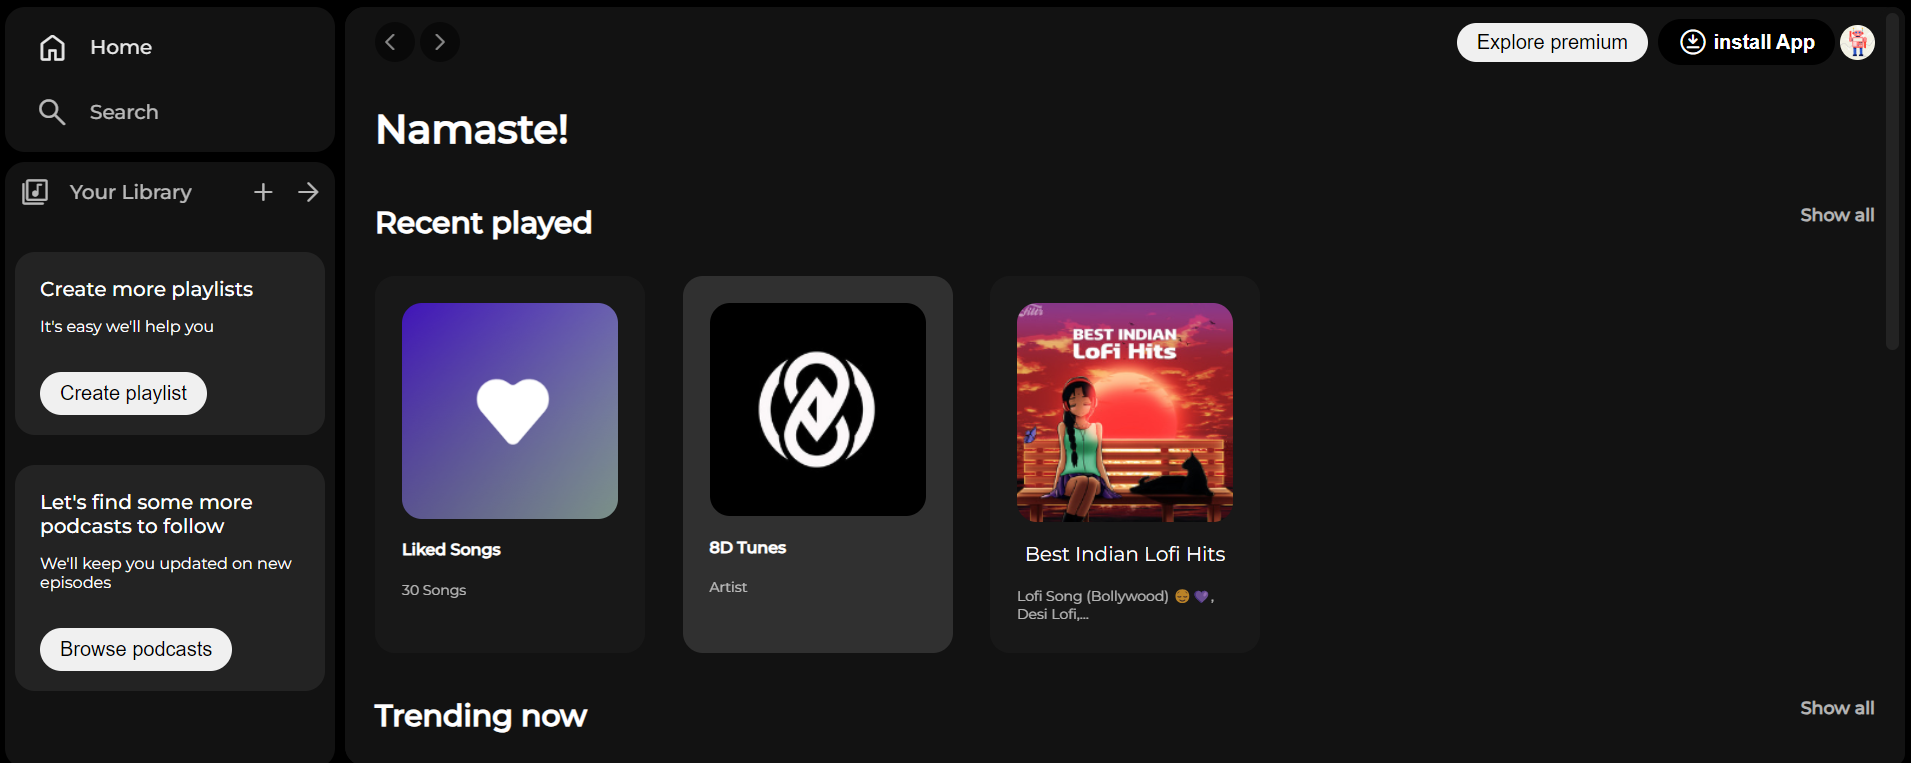 Home
Search
Your Library
Create more playlists
It's easy we'll help you
Create playlist
Let's find some more
podcasts to follow
We'll keep you updated on new
episodes
Browse podcasts
Explore premium
install App
Namaste!
Recent played
Show all
Liked Songs
30 Songs
8D Tunes
Artist
Filtr
BEST INDIAN
LoFi Hits
Best Indian Lofi Hits
Lofi Song (Bollywood) 😌 💜 ,
Desi Lofi,...
Trending now
Show all